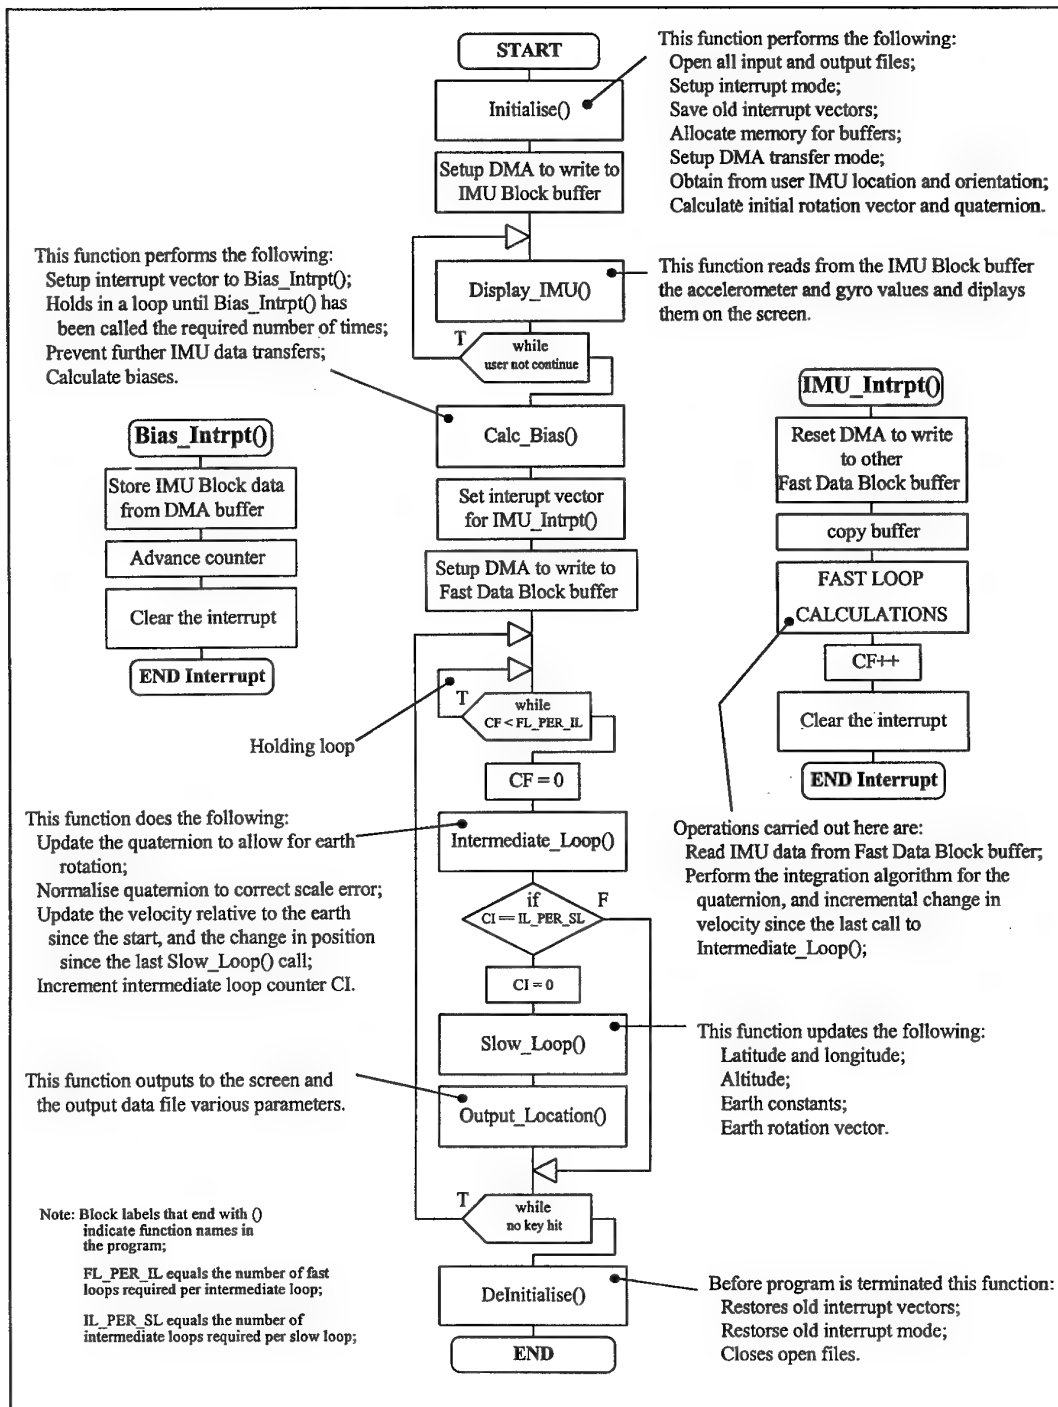 START
Initialise()
Setup DMA to write to
IMU Block buffer
This function performs the following:
Open all input and output files;
Setup interrupt mode;
Save old interrupt vectors;
Allocate memory for buffers;
Setup DMA transfer mode;
Obtain from user IMU location and orientation;
Calculate initial rotation vector and quaternion.
Display_IMU()
This function reads from the IMU Block buffer
the accelerometer and gyro values and diplays
them on the screen.
T
while
user not continue
This function performs the following:
Setup interrupt vector to Bias_Intrpt();
Holds in a loop until Bias_Intrpt() has
been called the required number of times;
Prevent further IMU data transfers;
Calculate biases.
Calc_Bias()
Set interupt vector
for IMU_Intrpt()
Setup DMA to write to
Fast Data Block buffer
Bias_Intrpt()
Store IMU Block data
from DMA buffer
Advance counter
Clear the interrupt
END Interrupt
IMU_Intrpt()
Reset DMA to write
to other
Fast Data Block buffer
copy buffer
FAST LOOP
CALCULATIONS
CF++
Clear the interrupt
END Interrupt
Operations carried out here are:
Read IMU data from Fast Data Block buffer;
Perform the integration algorithm for the
quaternion, and incremental change in
velocity since the last call to
Intermediate_Loop();
T
while
CF < FL_PER_IL
Holding loop
CF = 0
Intermediate_Loop()
This function does the following:
Update the quaternion to allow for earth
rotation;
Normalise quaternion to correct scale error;
Update the velocity relative to the earth
since the start, and the change in position
since the last Slow_Loop() call;
Increment intermediate loop counter CI.
if
CI == IL_PER_SL
F
CI = 0
Slow_Loop()
This function updates the following:
Latitude and longitude;
Altitude;
Earth constants;
Earth rotation vector.
Output_Location()
This function outputs to the screen and
the output data file various parameters.
T
while
no key hit
DeInitialise()
Before program is terminated this function:
Restores old interrupt vectors;
Restorse old interrupt mode;
Closes open files.
END
Note: Block labels that end with ()
indicate function names in
the program;
FL_PER_IL equals the number of fast
loops required per intermediate loop;
IL_PER_SL equals the number of
intermediate loops required per slow loop;